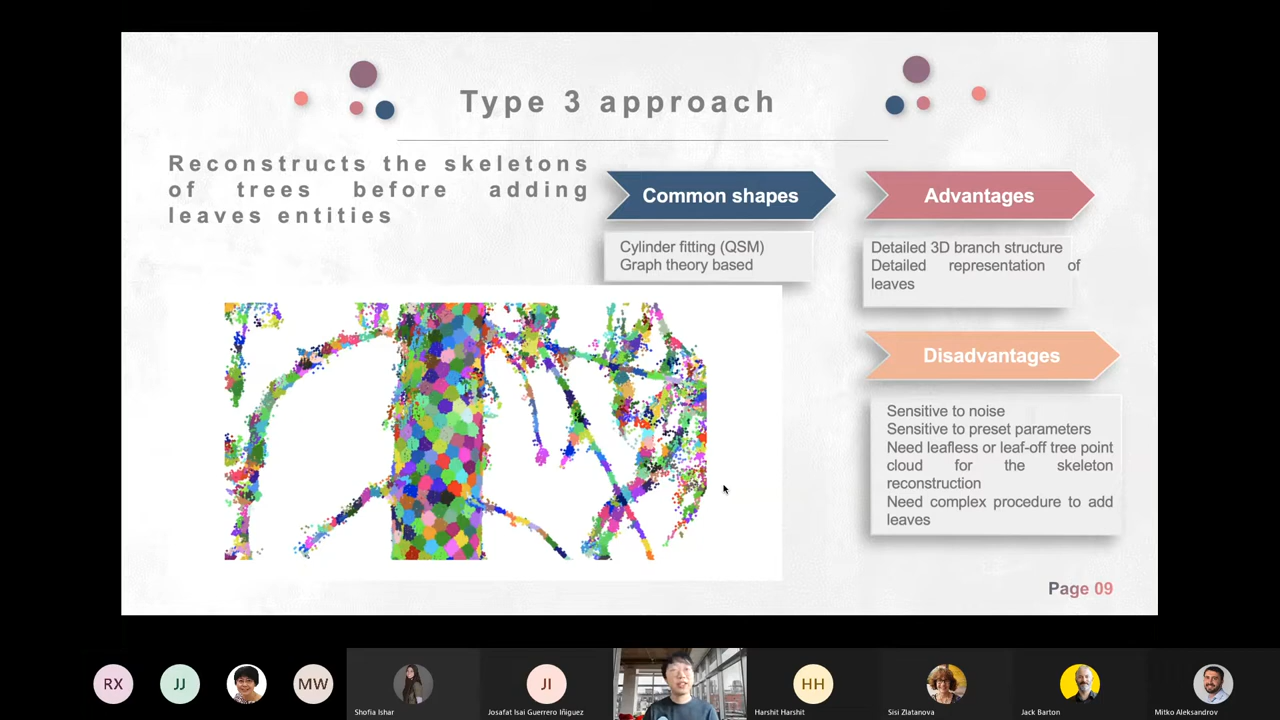 Type 3 approach
Reconstructs the skeletons
of trees before adding
leaves entities
Common shapes
Cylinder fitting (QSM)
Graph theory based
Advantages
Detailed 3D branch structure
Detailed representation of
leaves
Disadvantages
Sensitive to noise
Sensitive to preset parameters
Need leafless or leaf-off tree point
cloud for the skeleton
reconstruction
Need complex procedure to add
leaves
Page 09
RX
JJ
MW
JI
HH
Shofia Ishar
Josafat Isai Guerrero Iñiguez
Harshit Harshit
Sisi Zlatanova
Jack Barton
Mitko Aleksandrov